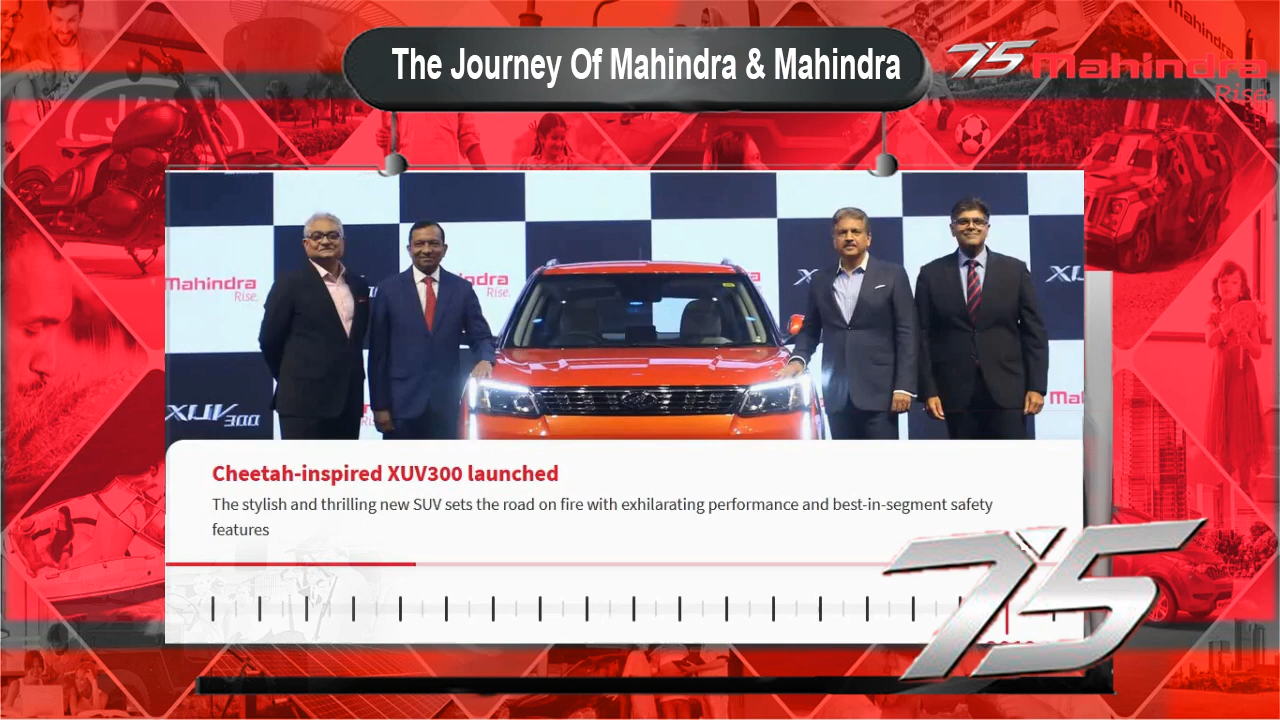 The Journey Of Mahindra & Mahindra
75 Mahindra
Rise.
Mahindra
JAWA
Mahindra
Rise.
indra
Rise.
XUV300
Cheetah-inspired XUV300 launched
The stylish and thrilling new SUV sets the road on fire with exhilarating performance and best-in-segment safety
features
75